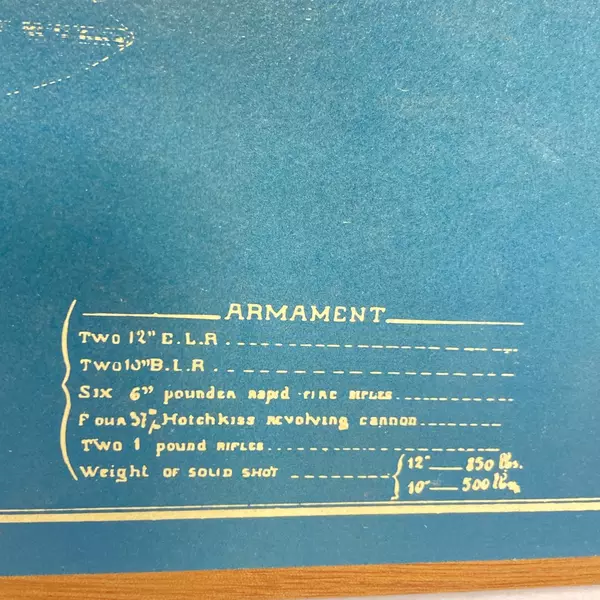 ARMAMENT
TWO 12" B.L.R
TWO 10" B.L.R
SIX 6" pounder rapid fire RIFLES
FOUR 37 m/m Hotchkiss REVOLVING cannon
TWO 1 pound RIFLES
Weight OF SOLID SHOT { 12" — 850 lbs.
10" — 500 lbs.